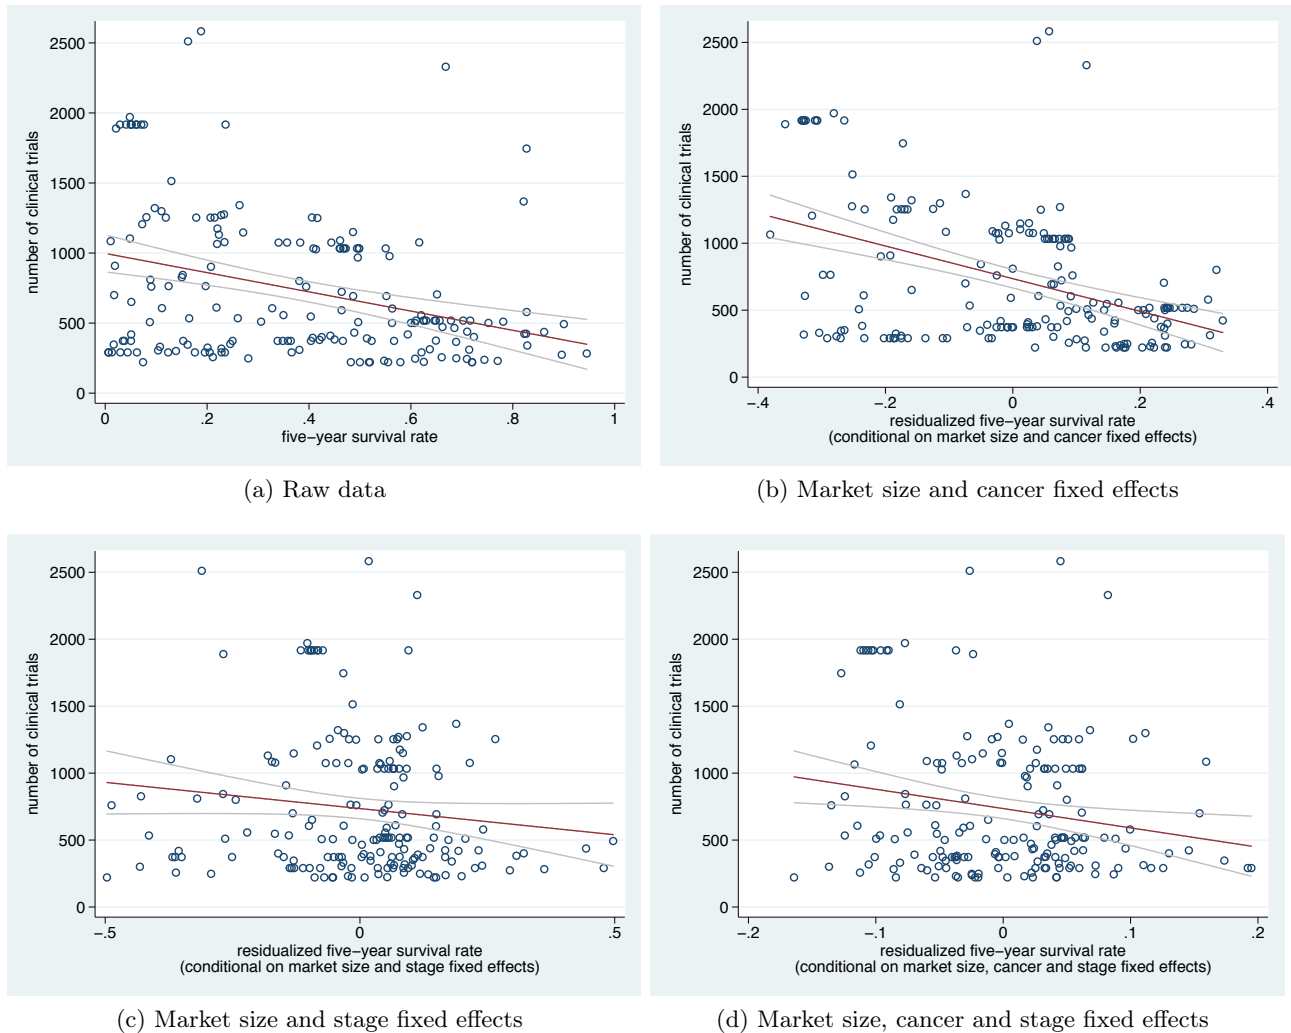 number of clinical trials
2500
2000
1500
1000
500
0
0 .2 .4 .6 .8 1
five−year survival rate
(a) Raw data
number of clinical trials
2500
2000
1500
1000
500
0
−.4 −.2 0 .2 .4
residualized five−year survival rate
(conditional on market size and cancer fixed effects)
(b) Market size and cancer fixed effects
number of clinical trials
2500
2000
1500
1000
500
0
−.5 0 .5
residualized five−year survival rate
(conditional on market size and stage fixed effects)
(c) Market size and stage fixed effects
number of clinical trials
2500
2000
1500
1000
500
0
−.2 −.1 0 .1 .2
residualized five−year survival rate
(conditional on market size, cancer and stage fixed effects)
(d) Market size, cancer and stage fixed effects